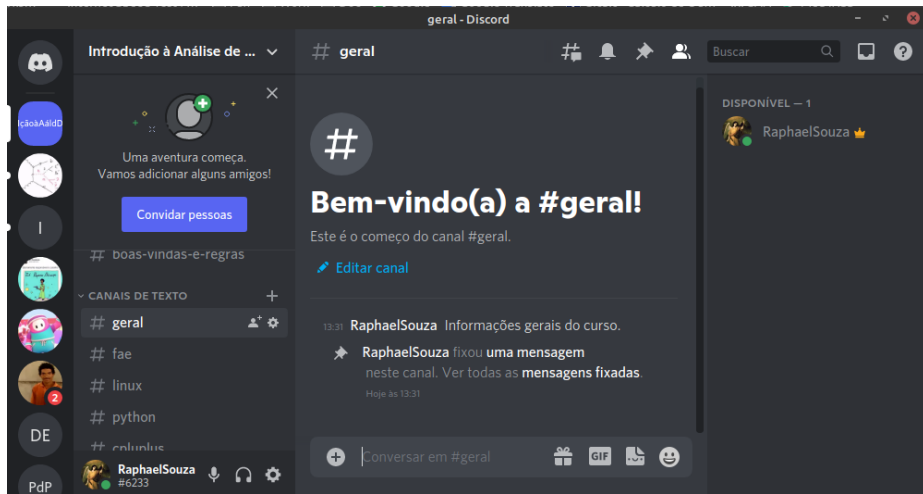 geral - Discord
Introdução à Análise de ...
geral
Buscar
IçãoàAáldD
Uma aventura começa.
Vamos adicionar alguns amigos!
Convidar pessoas
I
boas-vindas-e-regras
CANAIS DE TEXTO
geral
fae
linux
python
cpluplus
2
DE
PdP
RaphaelSouza
#6233
Bem-vindo(a) a #geral!
Este é o começo do canal #geral.
Editar canal
13:31 RaphaelSouza Informações gerais do curso.
RaphaelSouza fixou uma mensagem
neste canal. Ver todas as mensagens fixadas.
Hoje às 13:31
Conversar em #geral
GIF
DISPONÍVEL — 1
RaphaelSouza